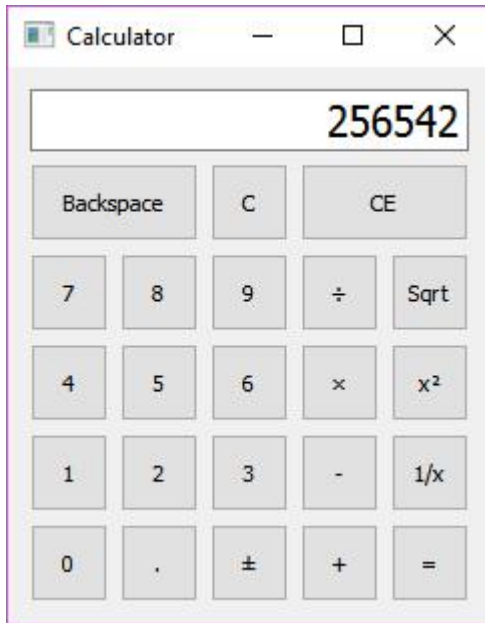 Calculator
256542
Backspace C CE
7 8 9 ÷ Sqrt
4 5 6 × x²
1 2 3 - 1/x
0 . ± + =